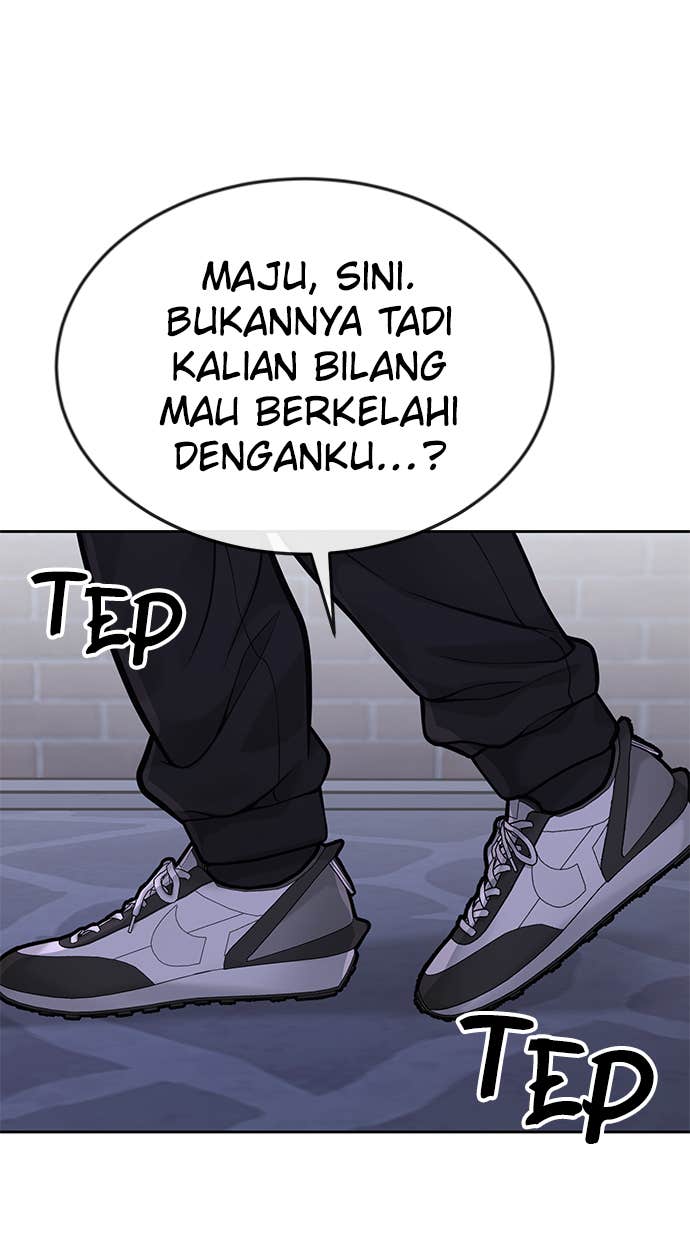 MAJU, SINI.
BUKANNYA TADI
KALIAN BILANG
MAU BERKELAHI
DENGANKU...?
TEP
TEP